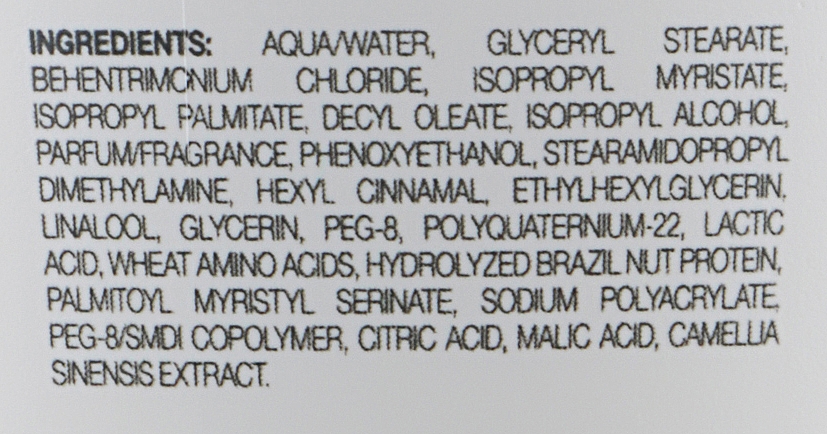 INGREDIENTS: AQUA/WATER, GLYCERYL STEARATE,
BEHENTRIMONIUM CHLORIDE, ISOPROPYL MYRISTATE,
ISOPROPYL PALMITATE, DECYL OLEATE, ISOPROPYL ALCOHOL,
PARFUM/FRAGRANCE, PHENOXYETHANOL, STEARAMIDOPROPYL
DIMETHYLAMINE, HEXYL CINNAMAL, ETHYLHEXYLGLYCERIN,
LINALOOL, GLYCERIN, PEG-8, POLYQUATERNIUM-22, LACTIC
ACID, WHEAT AMINO ACIDS, HYDROLYZED BRAZIL NUT PROTEIN,
PALMITOYL MYRISTYL SERINATE, SODIUM POLYACRYLATE,
PEG-8/SMDI COPOLYMER, CITRIC ACID, MALIC ACID, CAMELLIA
SINENSIS EXTRACT.